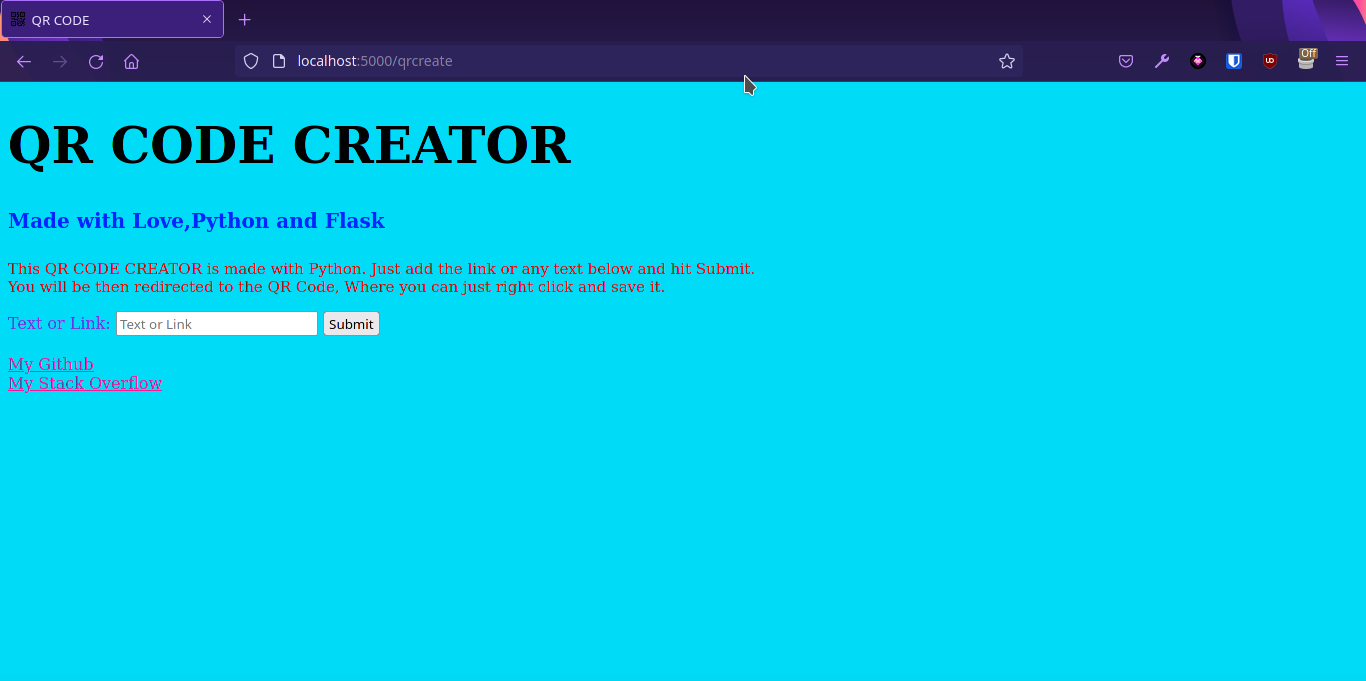 QR CODE
localhost:5000/qrcreate
UD
Off
QR CODE CREATOR
Made with Love,Python and Flask
This QR CODE CREATOR is made with Python. Just add the link or any text below and hit Submit.
You will be then redirected to the QR Code, Where you can just right click and save it.
Text or Link: Text or Link Submit
My Github
My Stack Overflow